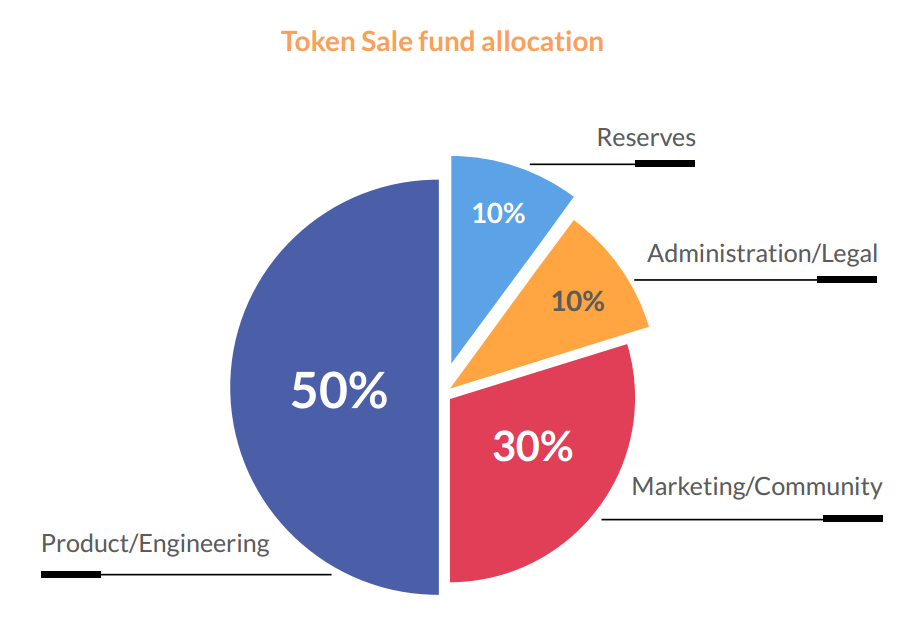 Token Sale fund allocation
Reserves
10%
Administration/Legal
10%
50%
30%
Marketing/Community
Product/Engineering